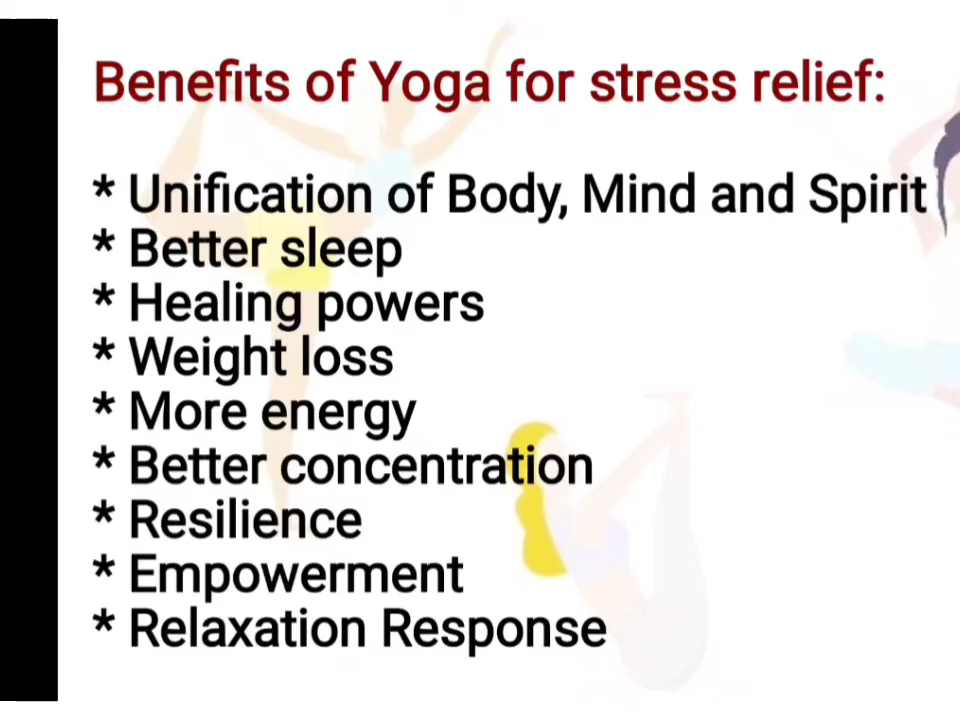 Benefits of Yoga for stress relief:
* Unification of Body, Mind and Spirit
* Better sleep
* Healing powers
* Weight loss
* More energy
* Better concentration
* Resilience
* Empowerment
* Relaxation Response